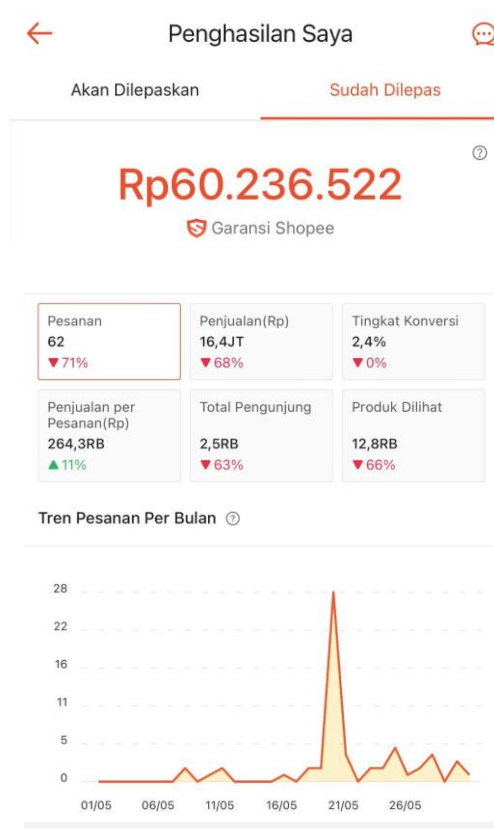 Penghasilan Saya
Akan Dilepaskan
Sudah Dilepas
Rp60.236.522
Garansi Shopee
Pesanan
62
▼71%
Penjualan(Rp)
16,4JT
▼68%
Tingkat Konversi
2,4%
▼0%
Penjualan per
Pesanan(Rp)
264,3RB
▲11%
Total Pengunjung
2,5RB
▼63%
Produk Dilihat
12,8RB
▼66%
Tren Pesanan Per Bulan
28
22
16
11
5
0
01/05 06/05 11/05 16/05 21/05 26/05